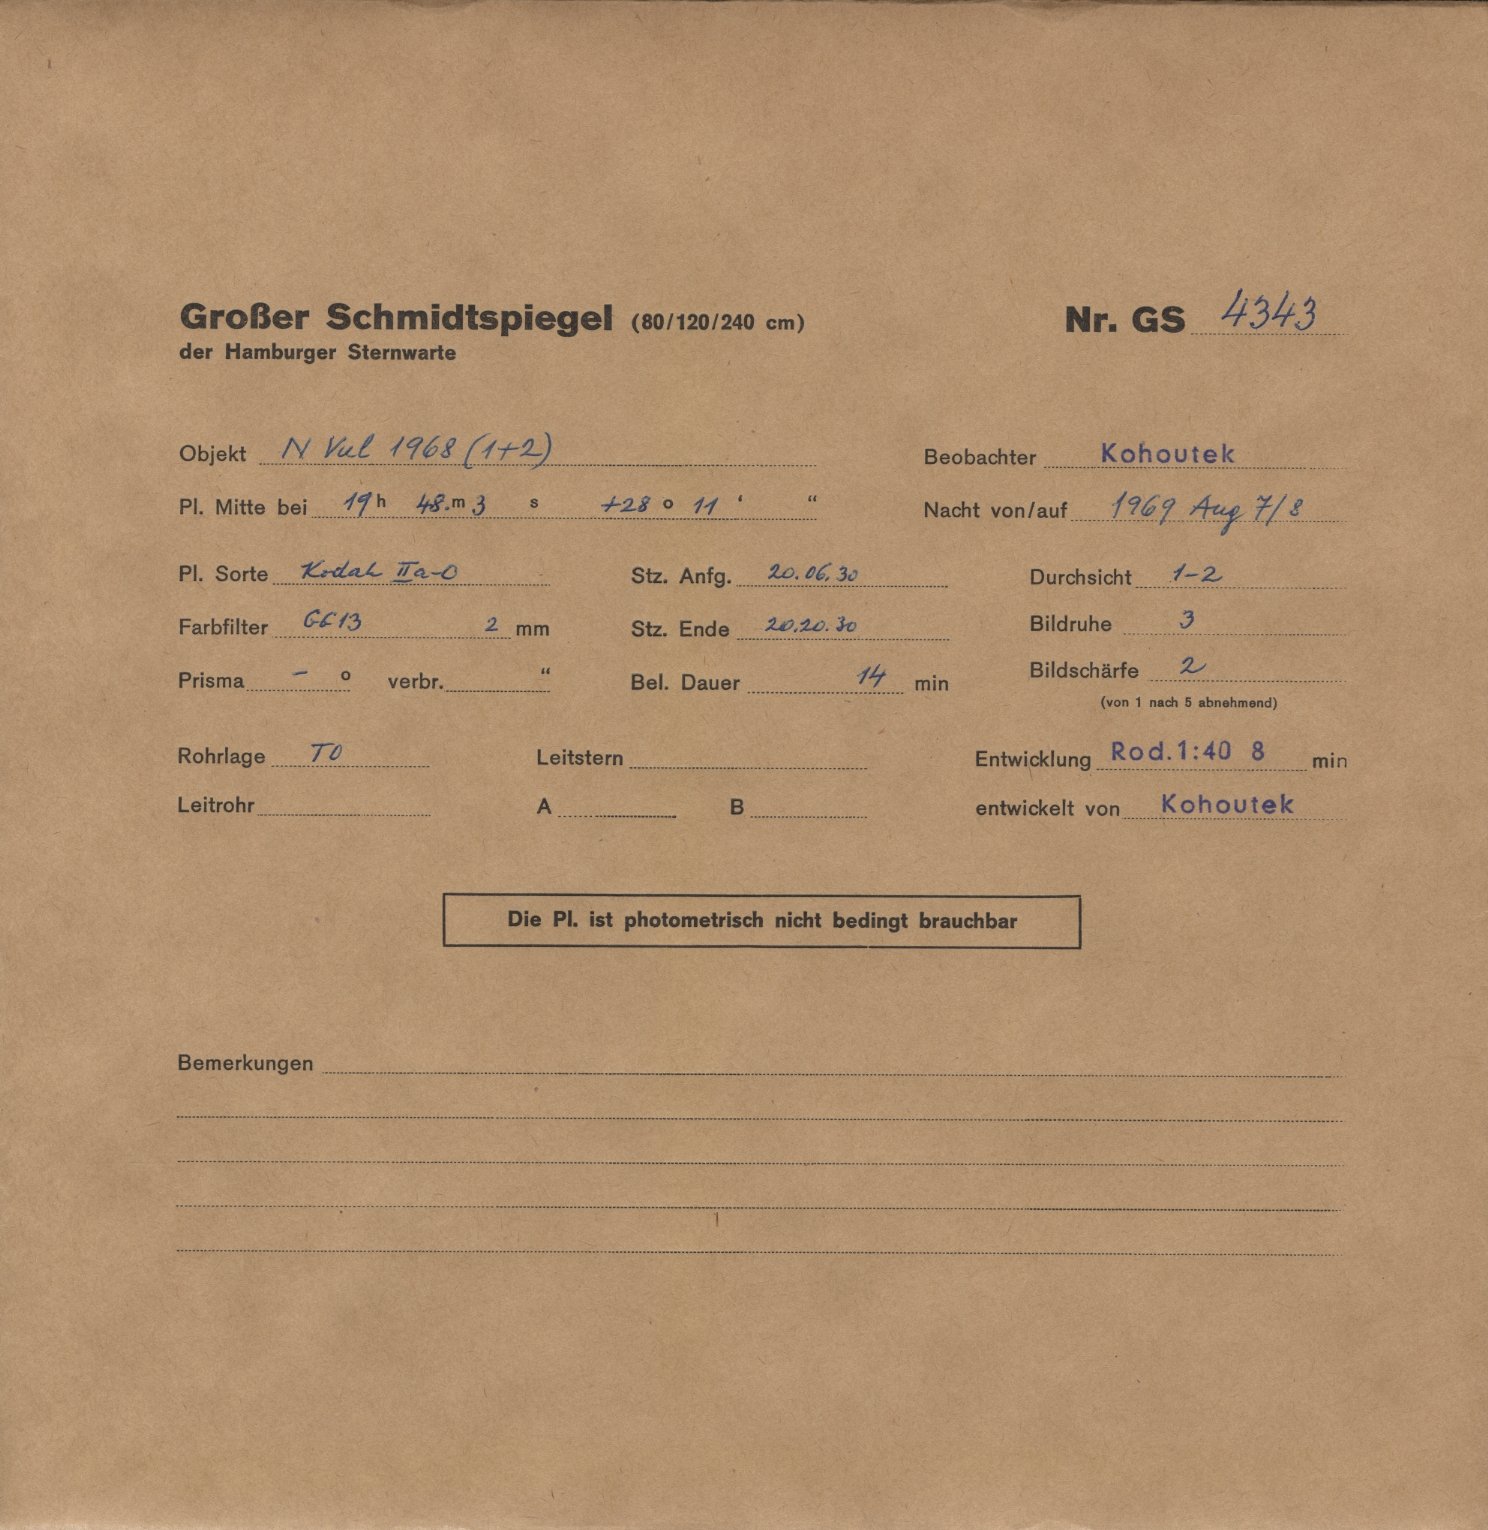 Großer Schmidtspiegel (80/120/240 cm) Nr. GS 4343
der Hamburger Sternwarte
Objekt N Vul 1968 (1+2) Beobachter Kohoutek
Pl. Mitte bei 19 h 48. m 3 s +28 o 11 ‘ “ Nacht von/auf 1969 Aug 7/8
Pl. Sorte Kodak IIa-O Stz. Anfg. 20.06.30 Durchsicht 1-2
Farbfilter GG13 2 mm Stz. Ende 20.20.30 Bildruhe 3
Prisma – o verbr. “ Bel. Dauer 14 min Bildschärfe 2
(von 1 nach 5 abnehmend)
Rohrlage TO Leitstern Entwicklung Rod. 1:40 8 min
Leitrohr A B entwickelt von Kohoutek
Die Pl. ist photometrisch nicht bedingt brauchbar
Bemerkungen